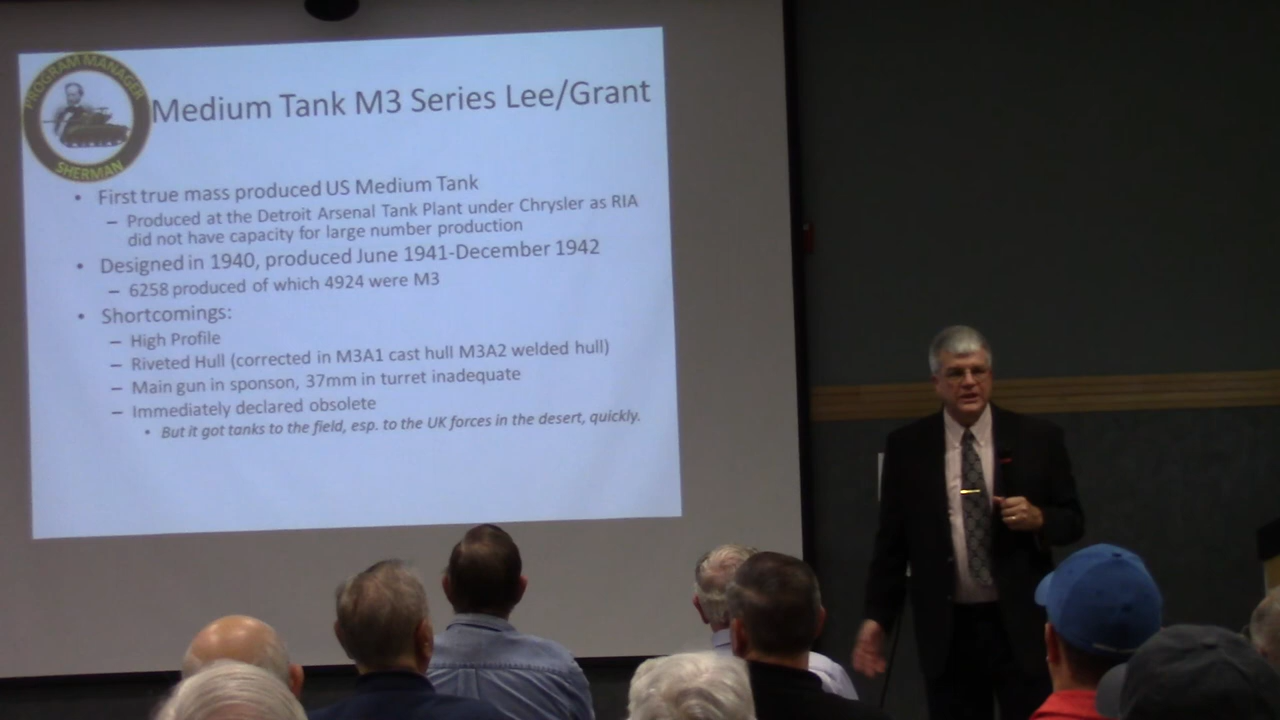 PROGRAM MANAGER
SHERMAN
Medium Tank M3 Series Lee/Grant
• First true mass produced US Medium Tank
– Produced at the Detroit Arsenal Tank Plant under Chrysler as RIA
did not have capacity for large number production
• Designed in 1940, produced June 1941-December 1942
– 6258 produced of which 4924 were M3
• Shortcomings:
– High Profile
– Riveted Hull (corrected in M3A1 cast hull M3A2 welded hull)
– Main gun in sponson, 37mm in turret inadequate
– Immediately declared obsolete
• But it got tanks to the field, esp. to the UK forces in the desert, quickly.